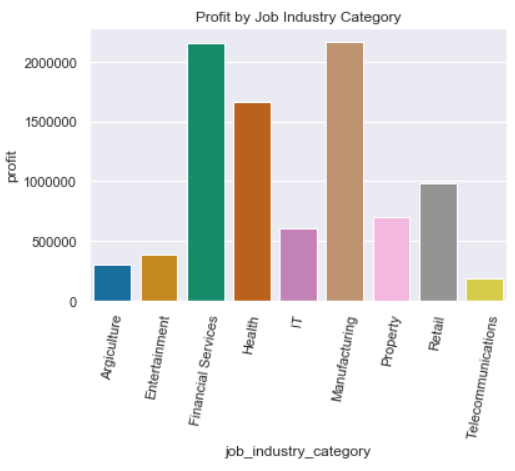 Profit by Job Industry Category
profit
2000000
1500000
1000000
500000
0
Argiculture
Entertainment
Financial Services
Health
IT
Manufacturing
Property
Retail
Telecommunications
job_industry_category